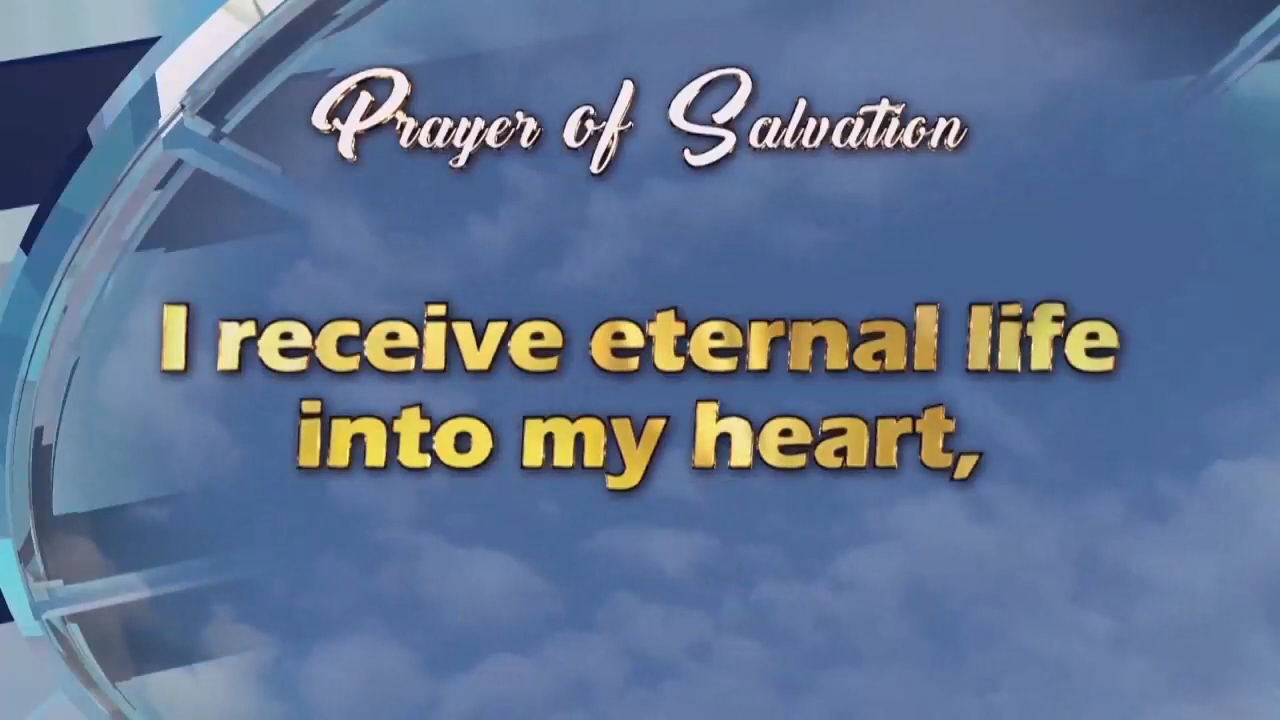 Prayer of Salvation
I receive eternal life
into my heart,